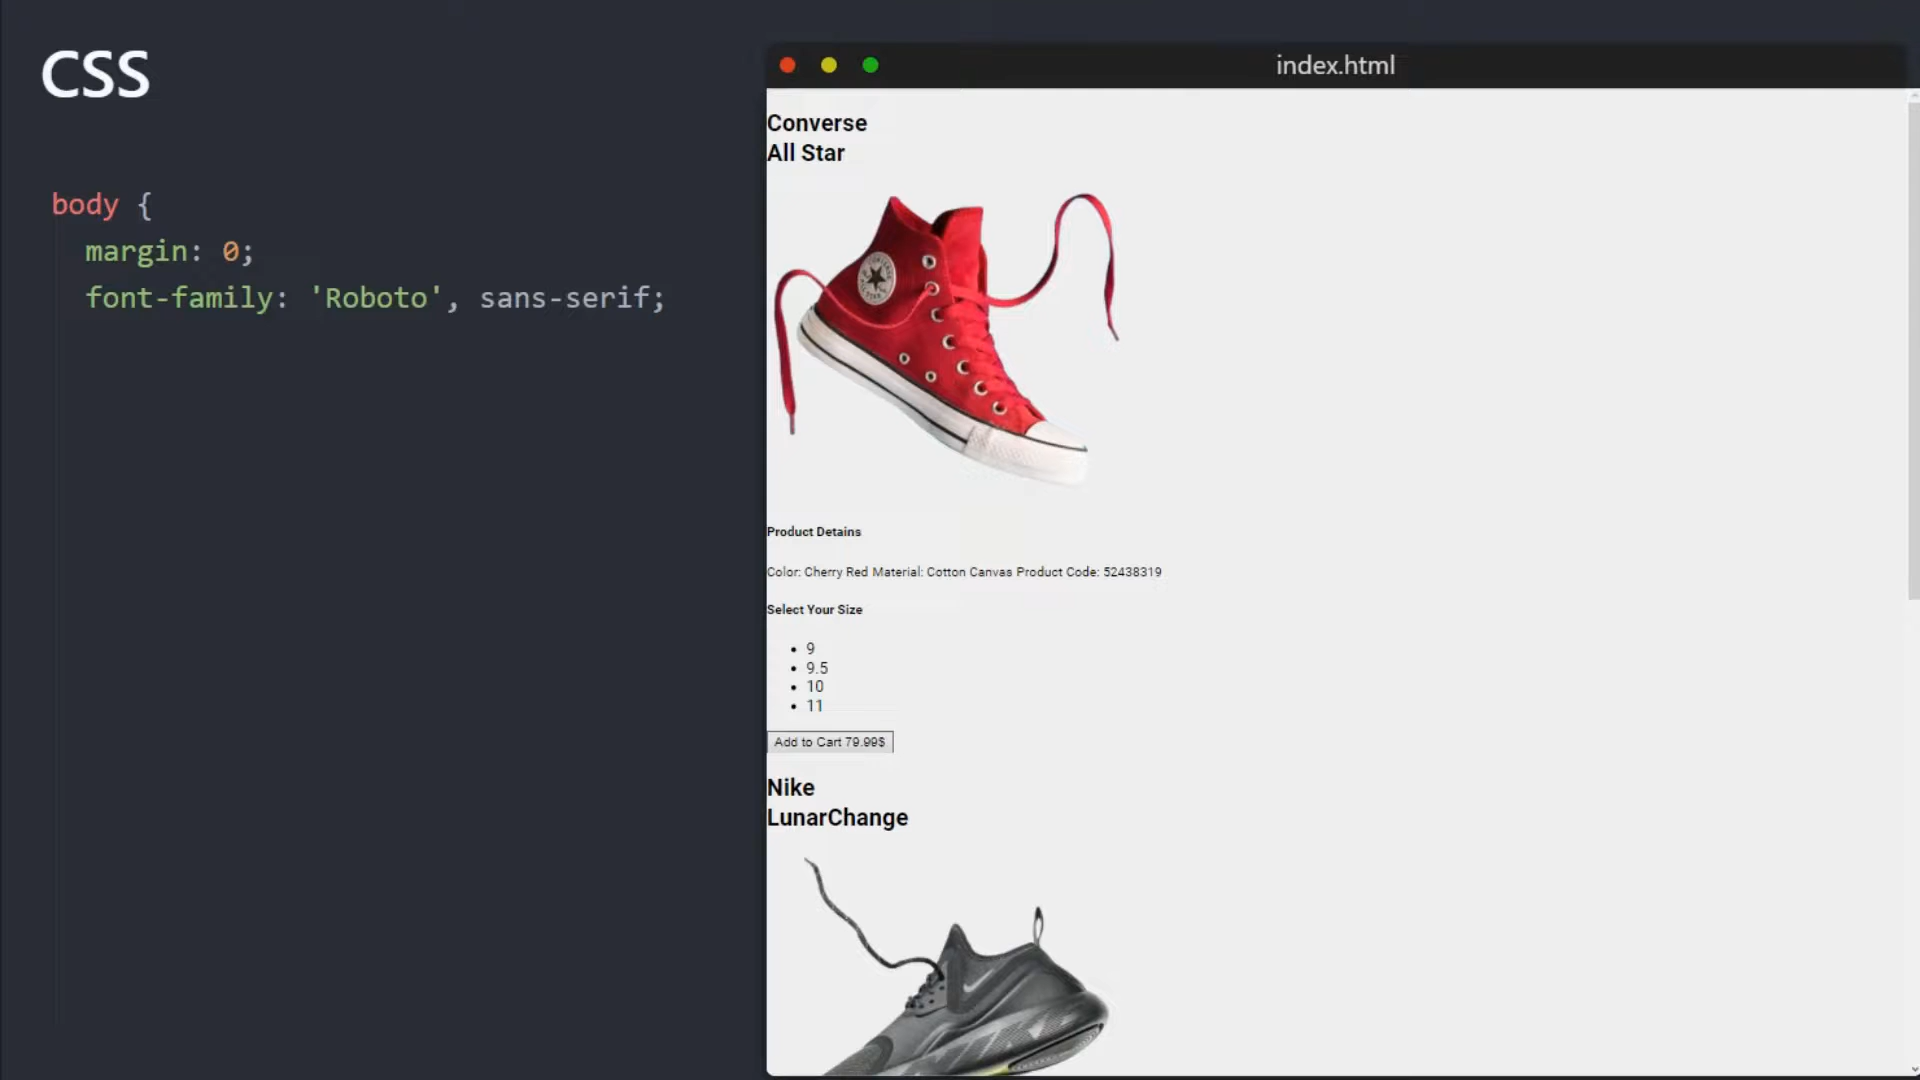 CSS
body {
margin: 0;
font-family: 'Roboto', sans-serif;
index.html
Converse
All Star
Product Detains
Color: Cherry Red Material: Cotton Canvas Product Code: 52438319
Select Your Size
9
9.5
10
11
Add to Cart 79.99$
Nike
LunarChange